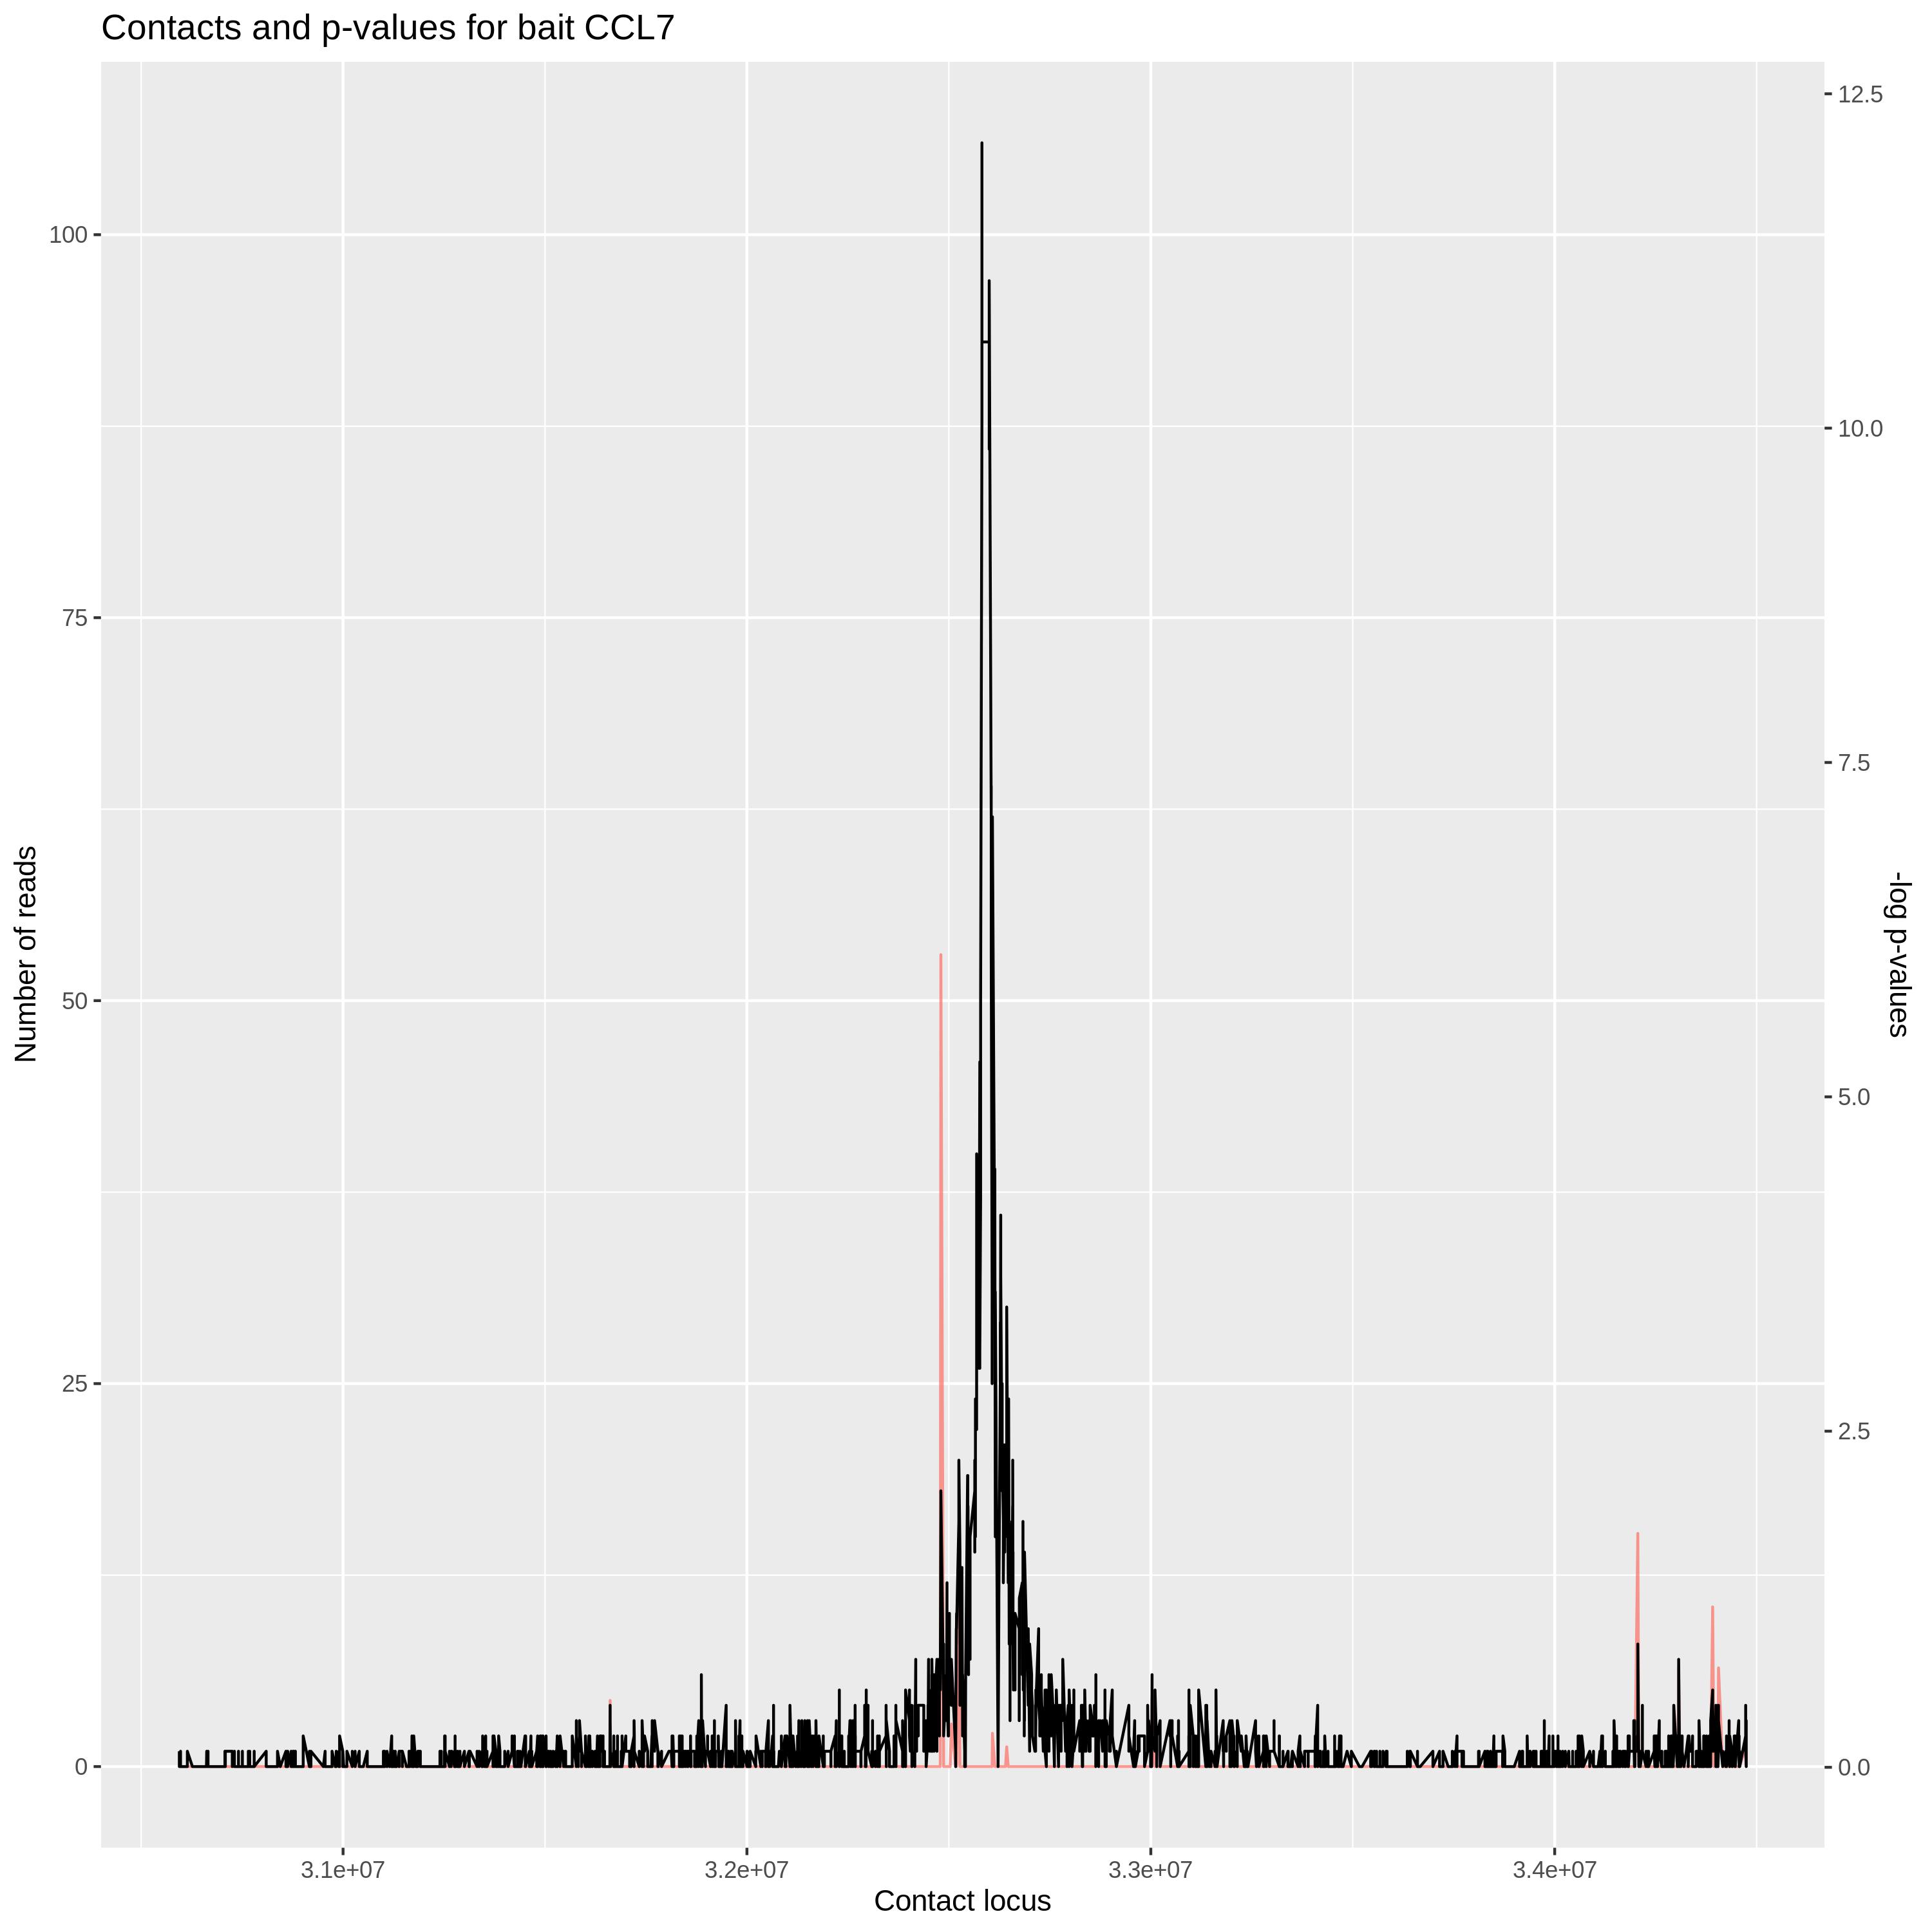 Contacts and p-values for bait CCL7
12.5
100
10.0
75
7.5
Number of reads
-log p-values
50
5.0
25
2.5
0
0.0
3.1e+07
3.2e+07
3.3e+07
3.4e+07
Contact locus